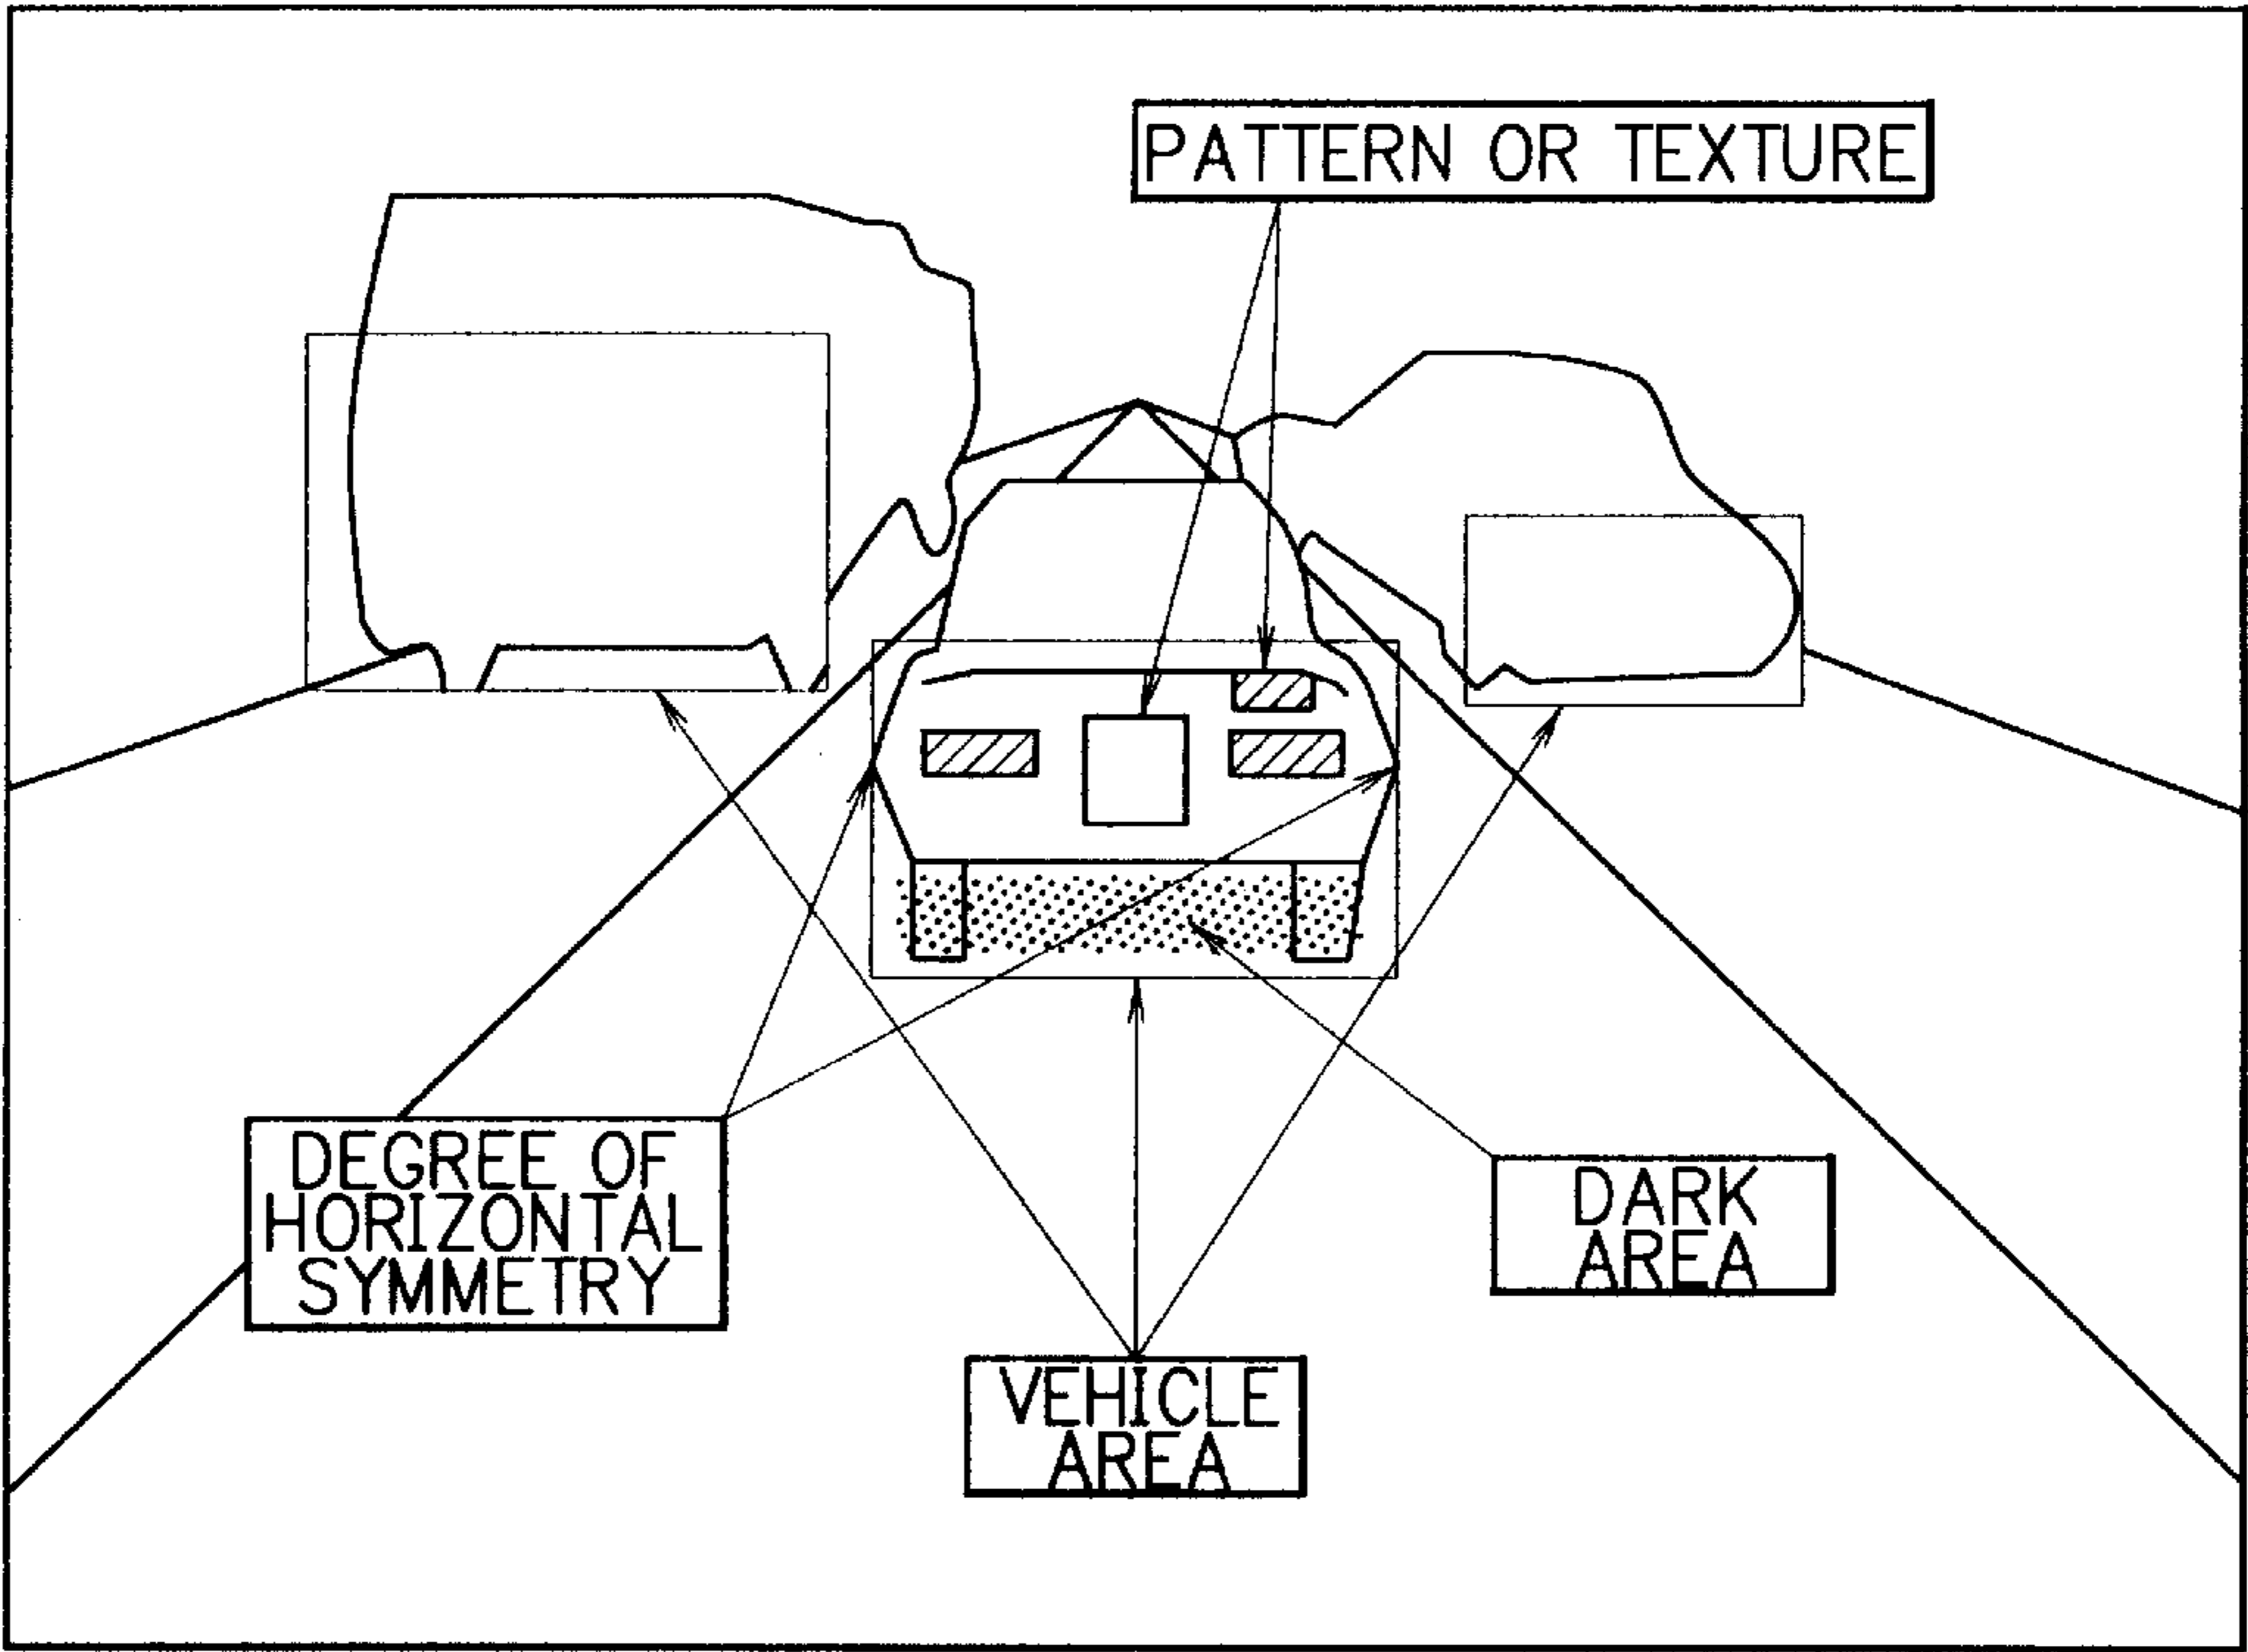 PATTERN OR TEXTURE
DEGREE OF
HORIZONTAL
SYMMETRY
DARK
AREA
VEHICLE
AREA